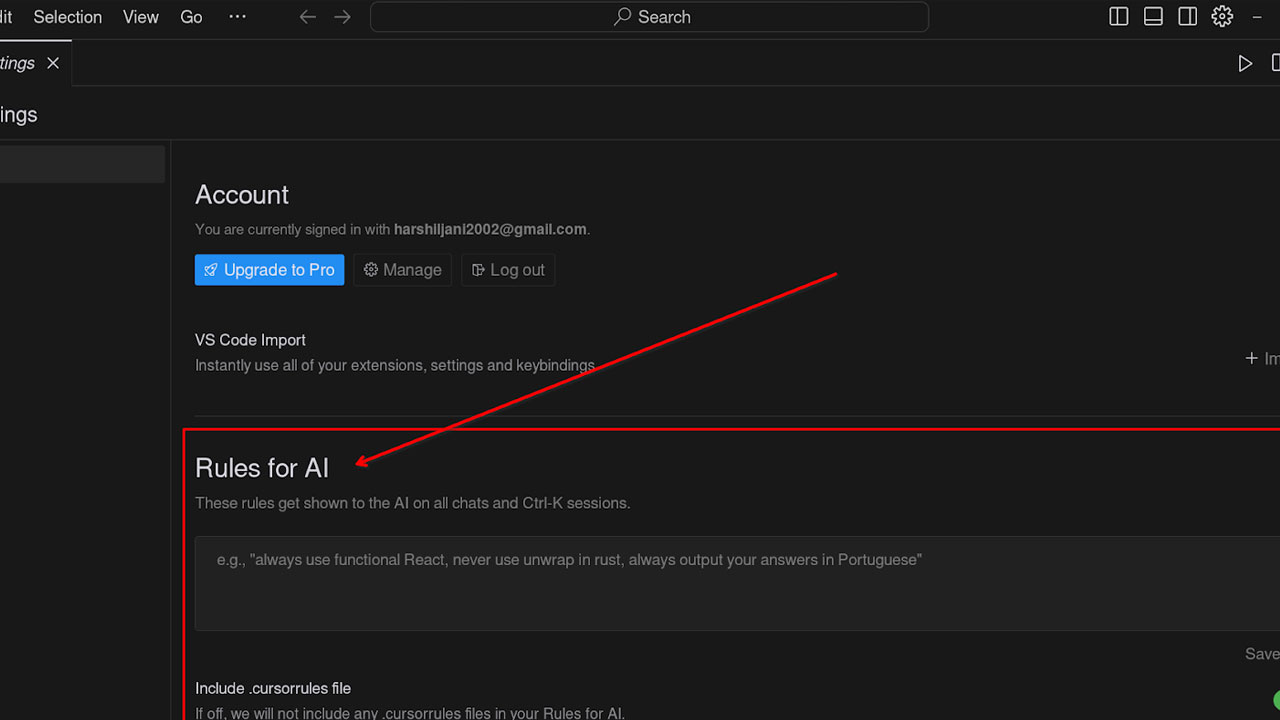 dit Selection View Go ··· Search
tings
ings
Account
You are currently signed in with harshiljani2002@gmail.com.
Upgrade to Pro Manage Log out
VS Code Import
Instantly use all of your extensions, settings and keybindings
+ Im
Rules for AI
These rules get shown to the AI on all chats and Ctrl-K sessions.
e.g., "always use functional React, never use unwrap in rust, always output your answers in Portuguese"
Save
Include .cursorrules file
If off, we will not include any .cursorrules files in your Rules for AI.